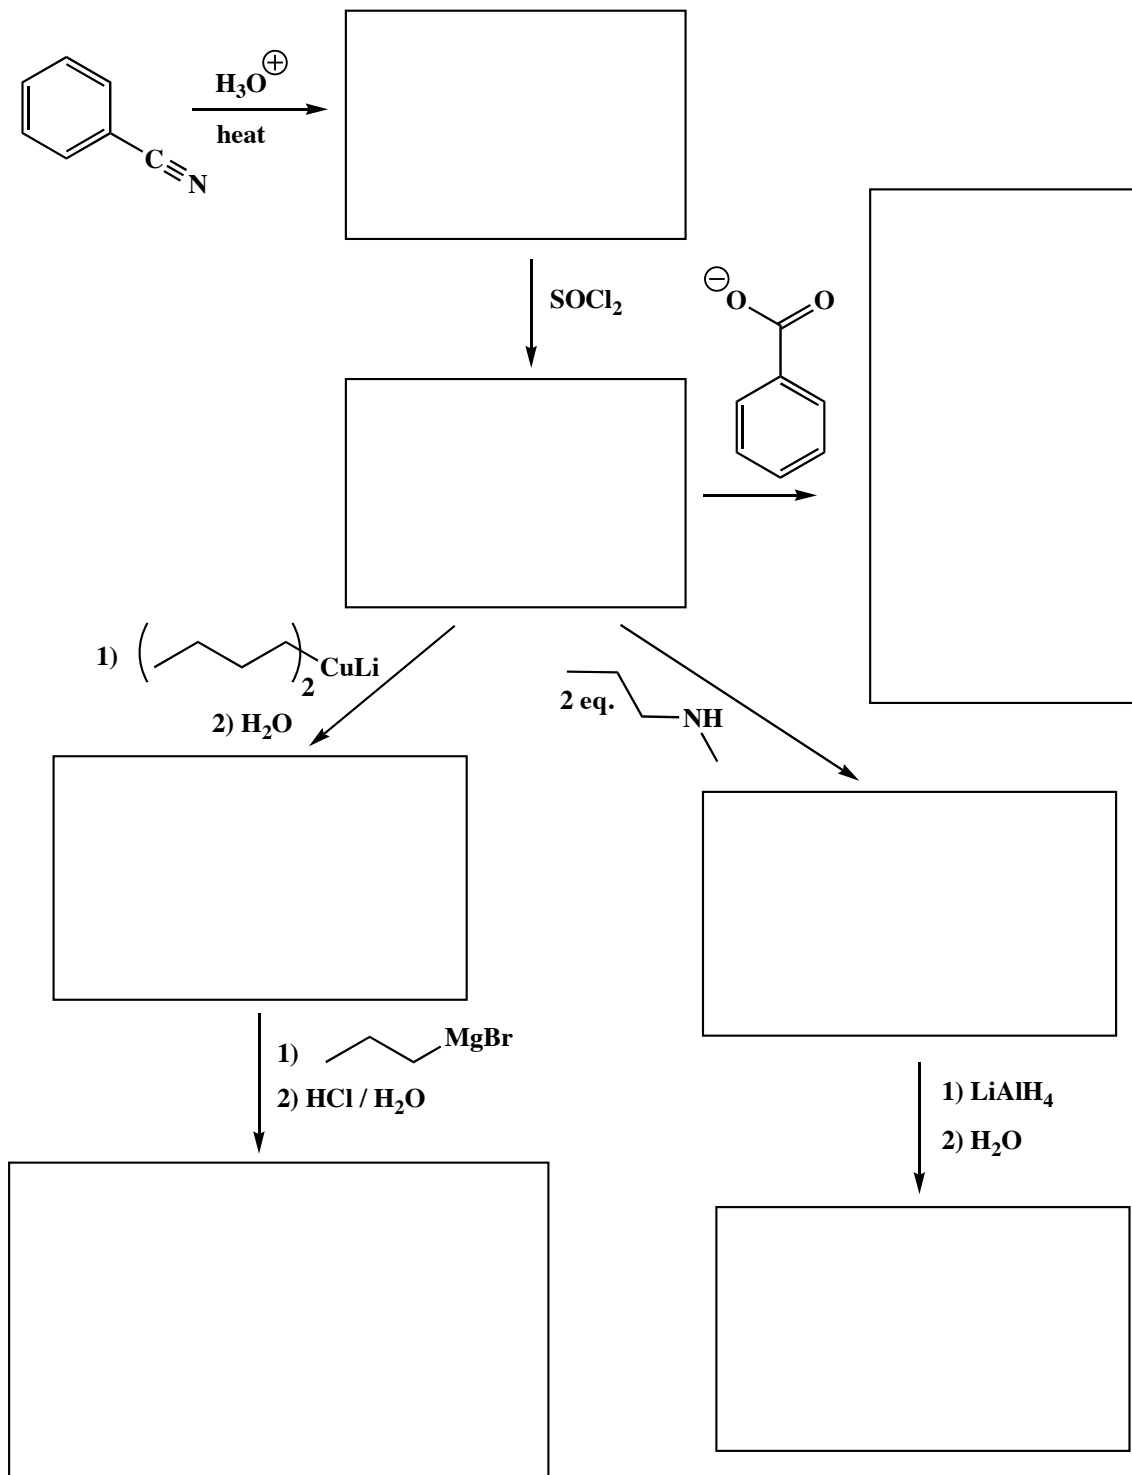 H₃O⊕
heat
C≡N
SOCl₂
⊖
O O
1) ( )₂ CuLi
2) H₂O
2 eq. NH
1) MgBr
2) HCl / H₂O
1) LiAlH₄
2) H₂O